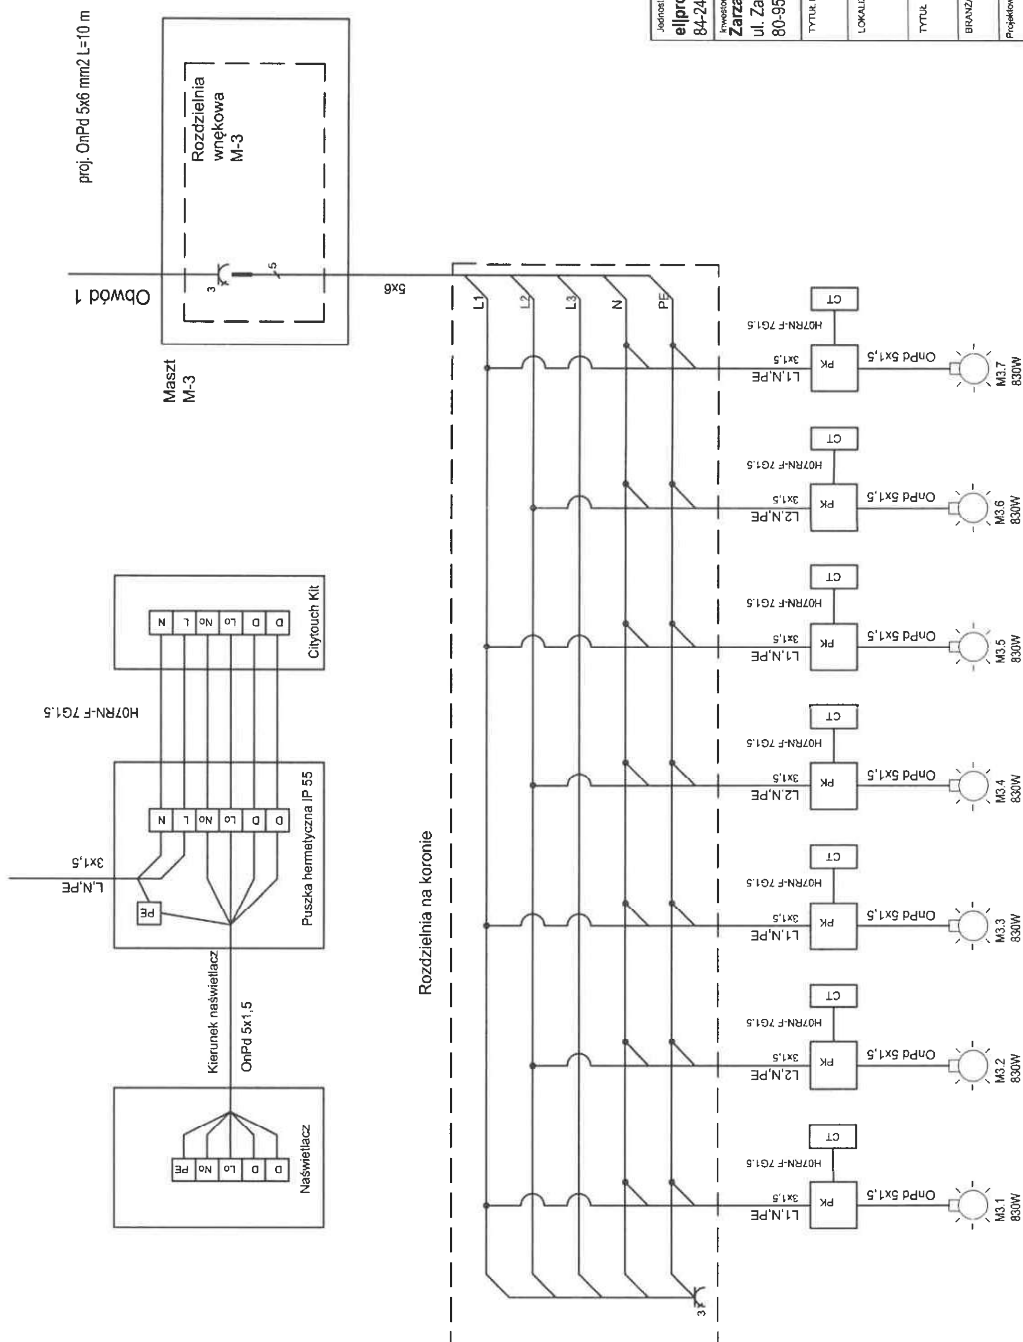 proj. OnPd 5x6 mm2 L=10 m
Obwód 1
Rozdzielnia
wnękowa
M-3
3
5
Maszt
M-3
5x6
Jednost
el|pro
84-24
Inwestor
Zarza
ul. Za
80-95
TYTUŁ
LOKALI
TYTUŁ
BRANŻ
Projektow
Citytouch Kit
N
L
No
Lo
D
D
H07RN-F 7G1.5
Puszka hermetyczna IP 55
N
L
No
Lo
D
D
PE
L,N,PE
3x1,5
Kierunek naświetlacz
OnPd 5x1,5
Naświetlacz
PE
No
Lo
D
D
Rozdzielnia na koronie
L1
L2
L3
N
PE
3
L1,N,PE
3x1,5
H07RN-F 7G1.5
CT
PK
OnPd 5x1,5
M3.1
830W
L2,N,PE
3x1,5
H07RN-F 7G1.5
CT
PK
OnPd 5x1,5
M3.2
830W
L1,N,PE
3x1,5
H07RN-F 7G1.5
CT
PK
OnPd 5x1,5
M3.3
830W
L2,N,PE
3x1,5
H07RN-F 7G1.5
CT
PK
OnPd 5x1,5
M3.4
830W
L1,N,PE
3x1,5
H07RN-F 7G1.5
CT
PK
OnPd 5x1,5
M3.5
830W
L2,N,PE
3x1,5
H07RN-F 7G1.5
CT
PK
OnPd 5x1,5
M3.6
830W
L1,N,PE
3x1,5
H07RN-F 7G1.5
CT
PK
OnPd 5x1,5
M3.7
830W